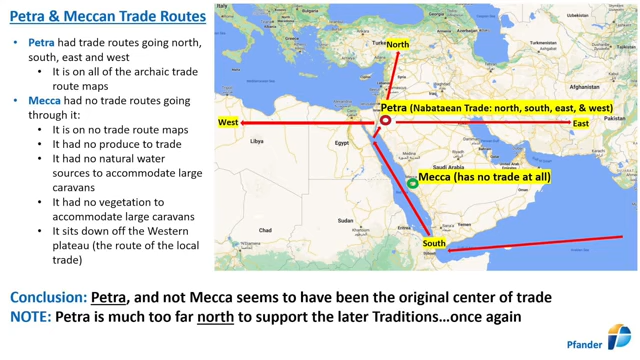 Petra & Meccan Trade Routes
• Petra had trade routes going north,
south, east and west
• It is on all of the archaic trade
route maps
• Mecca had no trade routes going
through it:
• It is on no trade route maps
• It had no produce to trade
• It had no natural water
sources to accommodate large
caravans
• It had no vegetation to
accommodate large caravans
• It sits down off the Western
plateau (the route of the local
trade)
North
Petra (Nabataean Trade: north, south, east, & west)
West
East
Mecca (has no trade at all)
South
Uzbekistan
Turkmenistan
Afghanistan
Pakistan
Libya
Egypt
Saudi Arabia
Chad
Sudan
Eritrea
Yemen
Conclusion: Petra, and not Mecca seems to have been the original center of trade
NOTE: Petra is much too far north to support the later Traditions...once again
Pfander